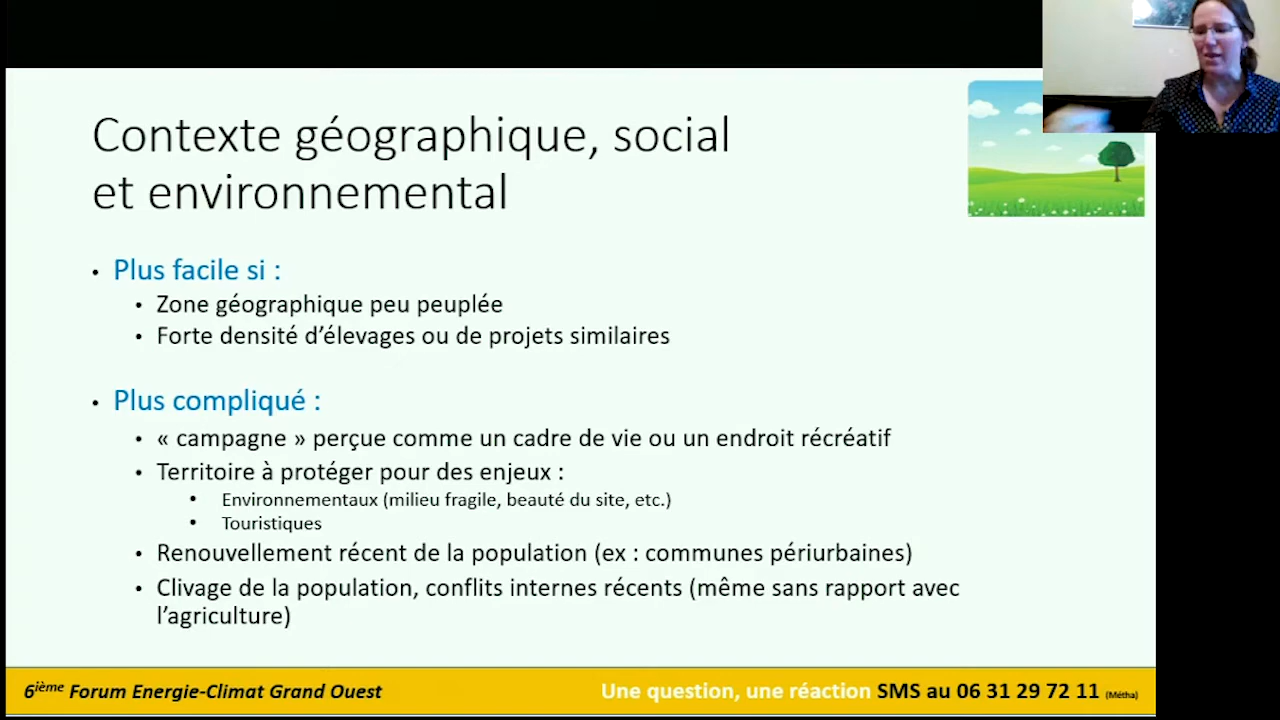 Contexte géographique, social
et environnemental
• Plus facile si :
• Zone géographique peu peuplée
• Forte densité d’élevages ou de projets similaires
• Plus compliqué :
• « campagne » perçue comme un cadre de vie ou un endroit récréatif
• Territoire à protéger pour des enjeux :
• Environnementaux (milieu fragile, beauté du site, etc.)
• Touristiques
• Renouvellement récent de la population (ex : communes périurbaines)
• Clivage de la population, conflits internes récents (même sans rapport avec
l’agriculture)
6ième Forum Energie-Climat Grand Ouest
Une question, une réaction SMS au 06 31 29 72 11 (Métha)